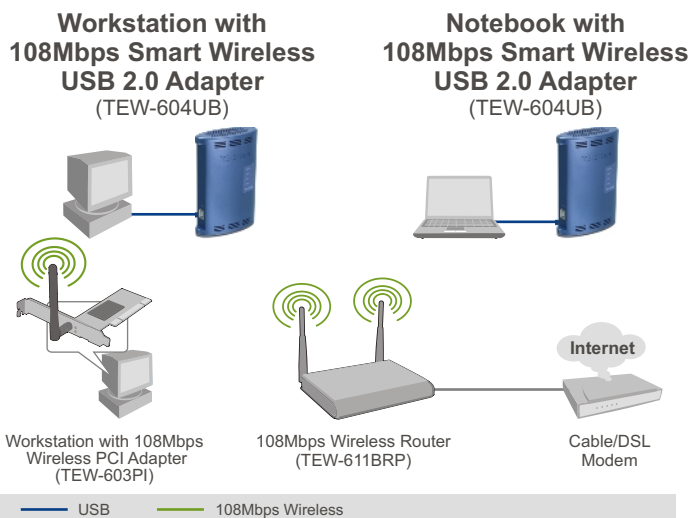 Workstation with
108Mbps Smart Wireless
USB 2.0 Adapter
(TEW-604UB)
Notebook with
108Mbps Smart Wireless
USB 2.0 Adapter
(TEW-604UB)
Internet
Workstation with 108Mbps
Wireless PCI Adapter
(TEW-603PI)
108Mbps Wireless Router
(TEW-611BRP)
Cable/DSL
Modem
USB
108Mbps Wireless